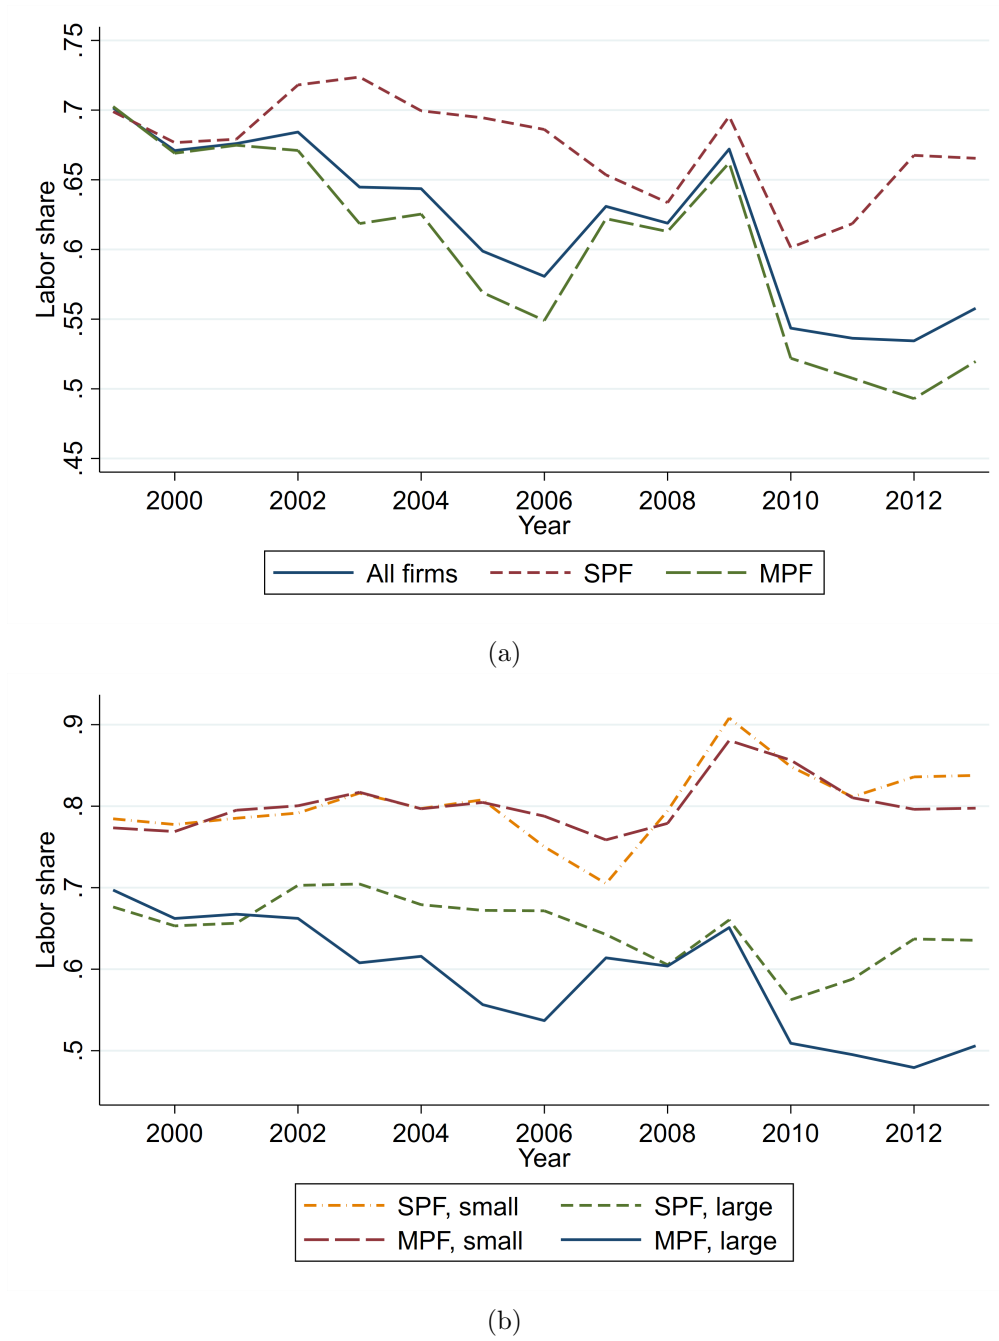 .75
.7
.65
.6
.55
.5
.45
Labor share
2000 2002 2004 2006 2008 2010 2012
Year
All firms SPF MPF
(a)
.9
.8
.7
.6
.5
Labor share
2000 2002 2004 2006 2008 2010 2012
Year
SPF, small SPF, large
MPF, small MPF, large
(b)